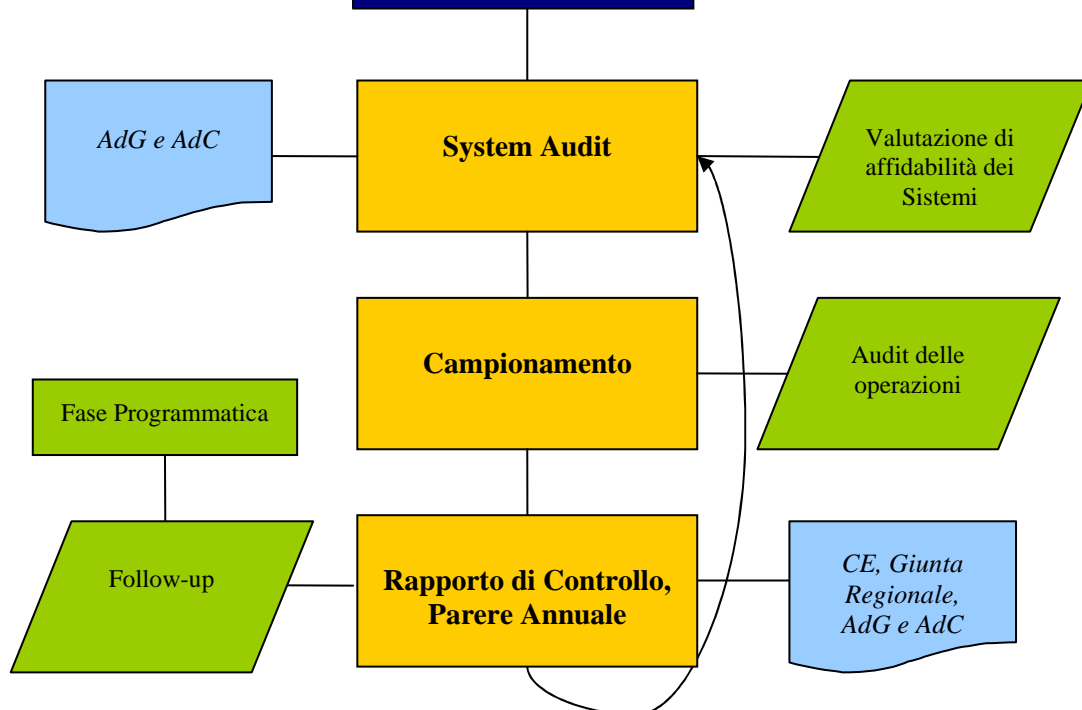 AdG e AdC
System Audit
Valutazione di
affidabilità dei
Sistemi
Campionamento
Audit delle
operazioni
Fase Programmatica
Follow-up
Rapporto di Controllo,
Parere Annuale
CE, Giunta
Regionale,
AdG e AdC